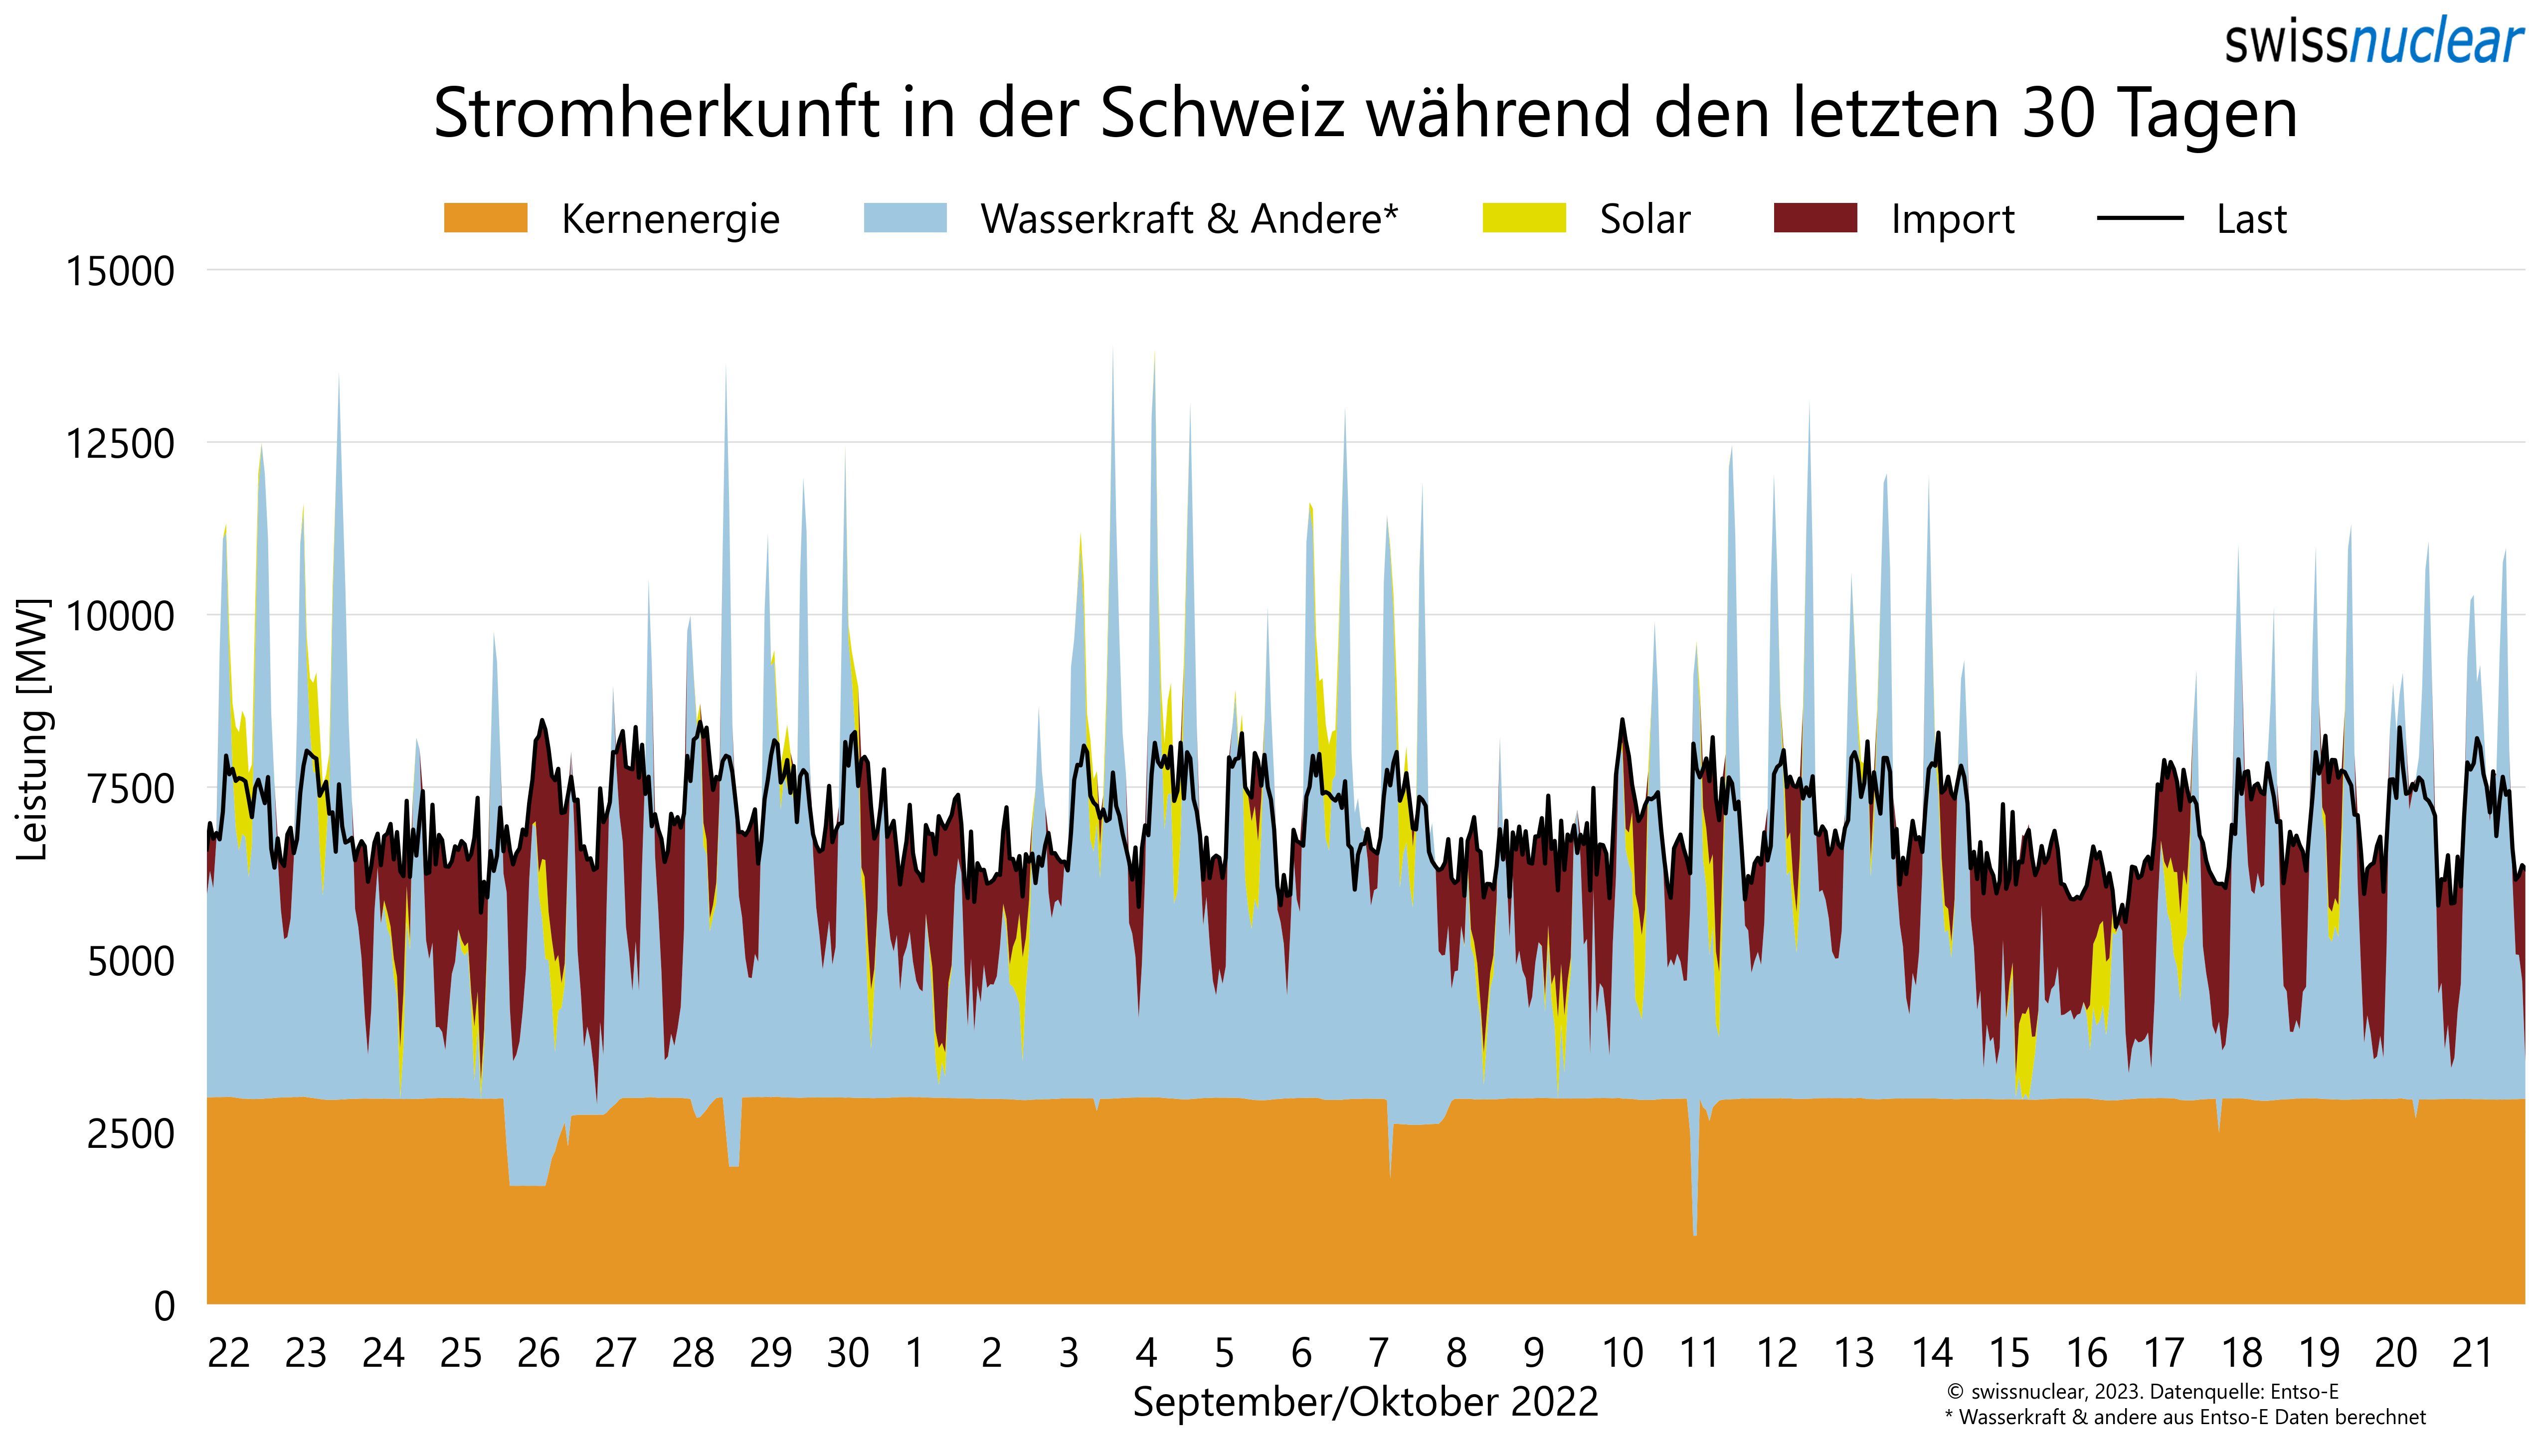 swissnuclear
Stromherkunft in der Schweiz während den letzten 30 Tagen
Kernenergie Wasserkraft & Andere* Solar Import Last
15000
12500
10000
7500
5000
2500
0
Leistung [MW]
22 23 24 25 26 27 28 29 30 1 2 3 4 5 6 7 8 9 10 11 12 13 14 15 16 17 18 19 20 21
September/Oktober 2022
© swissnuclear, 2023. Datenquelle: Entso-E
* Wasserkraft & andere aus Entso-E Daten berechnet